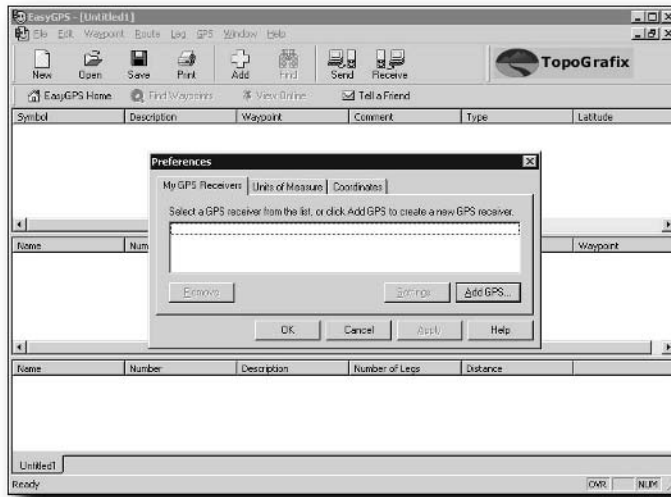 EasyGPS - [Untitled1]
File Edit Waypoint Route Leg GPS Window Help
New Open Save Print Add Find Send Receive TopoGrafix
EasyGPS Home Find Waypoints View Online Tell a Friend
Symbol Description Waypoint Comment Type Latitude
Preferences
My GPS Receivers Units of Measure Coordinates
Select a GPS receiver from the list, or click Add GPS to create a new GPS receiver.
Name Num Waypoint
Remove Settings Add GPS...
OK Cancel Apply Help
Name Number Description Number of Legs Distance
Untitled1
Ready OVR NUM